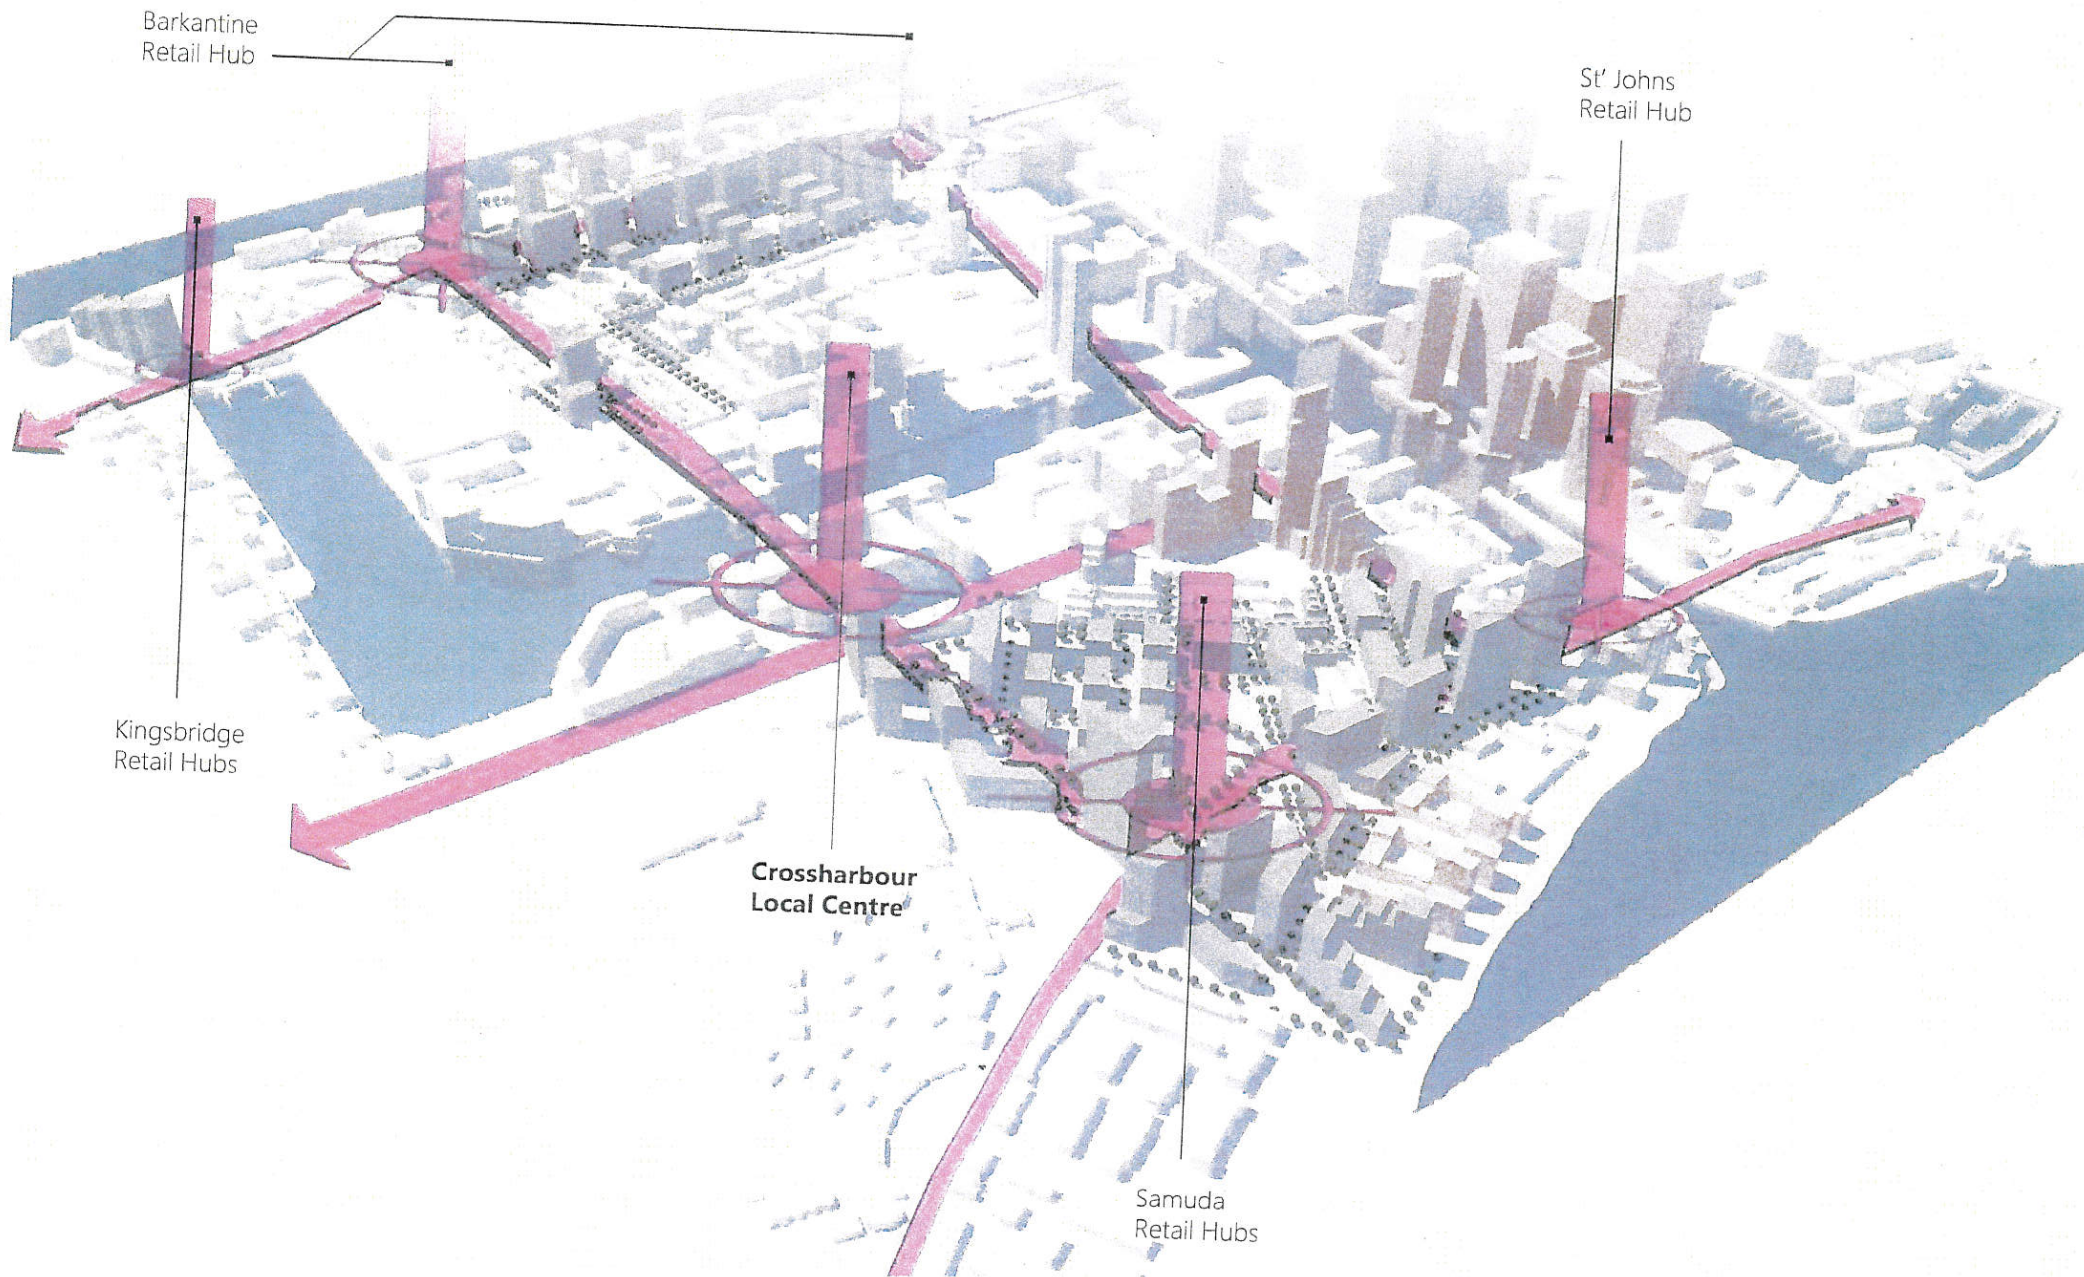 Barkantine
Retail Hub
St' Johns
Retail Hub
Kingsbridge
Retail Hubs
Crossharbour
Local Centre
Samuda
Retail Hubs